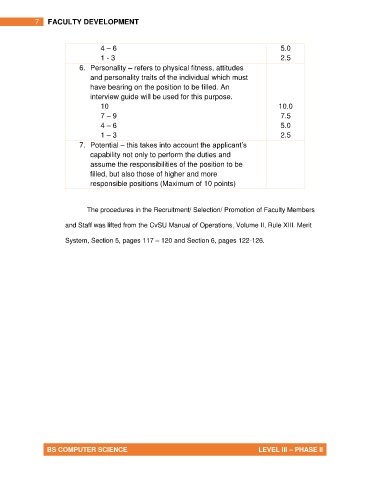 7 FACULTY DEVELOPMENT
4 – 6 5.0
1 - 3 2.5
6. Personality – refers to physical fitness, attitudes
and personality traits of the individual which must
have bearing on the position to be filled. An
interview guide will be used for this purpose.
10 10.0
7 – 9 7.5
4 – 6 5.0
1 – 3 2.5
7. Potential – this takes into account the applicant's
capability not only to perform the duties and
assume the responsibilities of the position to be
filled, but also those of higher and more
responsible positions (Maximum of 10 points)
The procedures in the Recruitment/ Selection/ Promotion of Faculty Members
and Staff was lifted from the CvSU Manual of Operations, Volume II, Rule XIII. Merit
System, Section 5, pages 117 – 120 and Section 6, pages 122-126.
BS COMPUTER SCIENCE LEVEL III – PHASE II